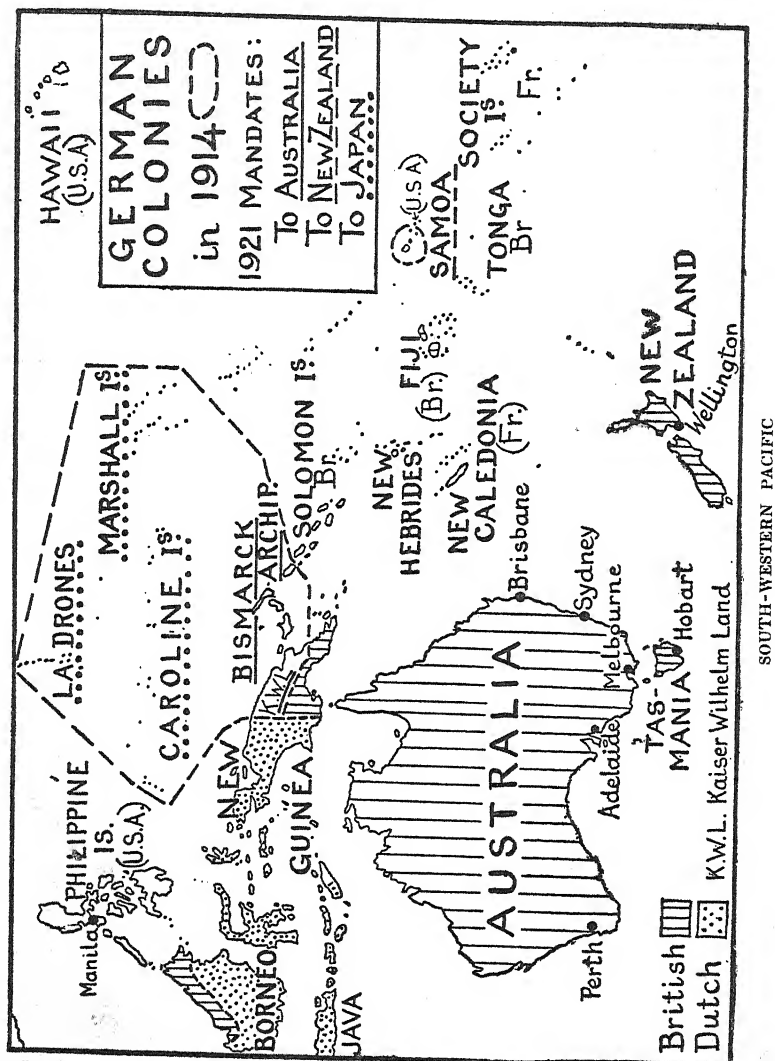 HAWAII
(U.S.A)
GERMAN
COLONIES
in 1914
1921 MANDATES:
To AUSTRALIA
To NEW ZEALAND
To JAPAN
PHILIPPINE
IS.
(U.S.A)
Manila
LADRONES
MARSHALL Is.
CAROLINE Is.
BISMARCK
ARCHIP.
SOLOMON Is.
Br.
NEW
GUINEA
K.W.L.
BORNEO
JAVA
NEW
HEBRIDES
NEW
CALEDONIA
(Fr.)
FIJI
(Br.)
(U.S.A)
SAMOA
TONGA
Br
SOCIETY
Is.
Fr.
AUSTRALIA
Perth
Adelaide
Melbourne
Sydney
Brisbane
TAS-
MANIA
Hobart
NEW
ZEALAND
Wellington
British
Dutch
K.W.L. Kaiser Wilhelm Land
SOUTH-WESTERN PACIFIC